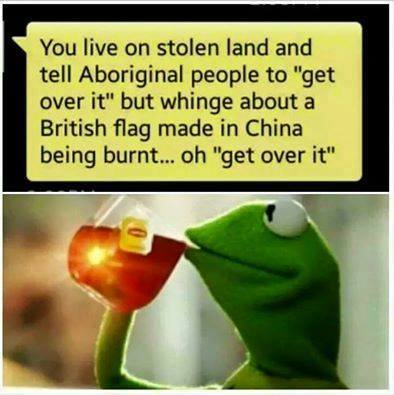 You live on stolen land and
tell Aboriginal people to "get
over it" but whinge about a
British flag made in China
being burnt... oh "get over it"